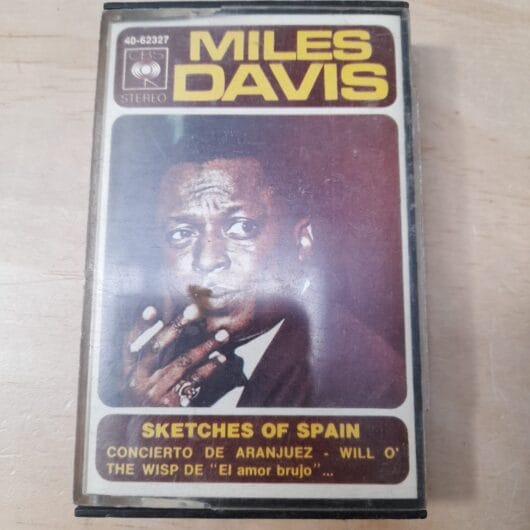 40-62327
CBS
STEREO
MILES
DAVIS
SKETCHES OF SPAIN
CONCIERTO DE ARANJUEZ - WILL O'
THE WISP DE "El amor brujo"...